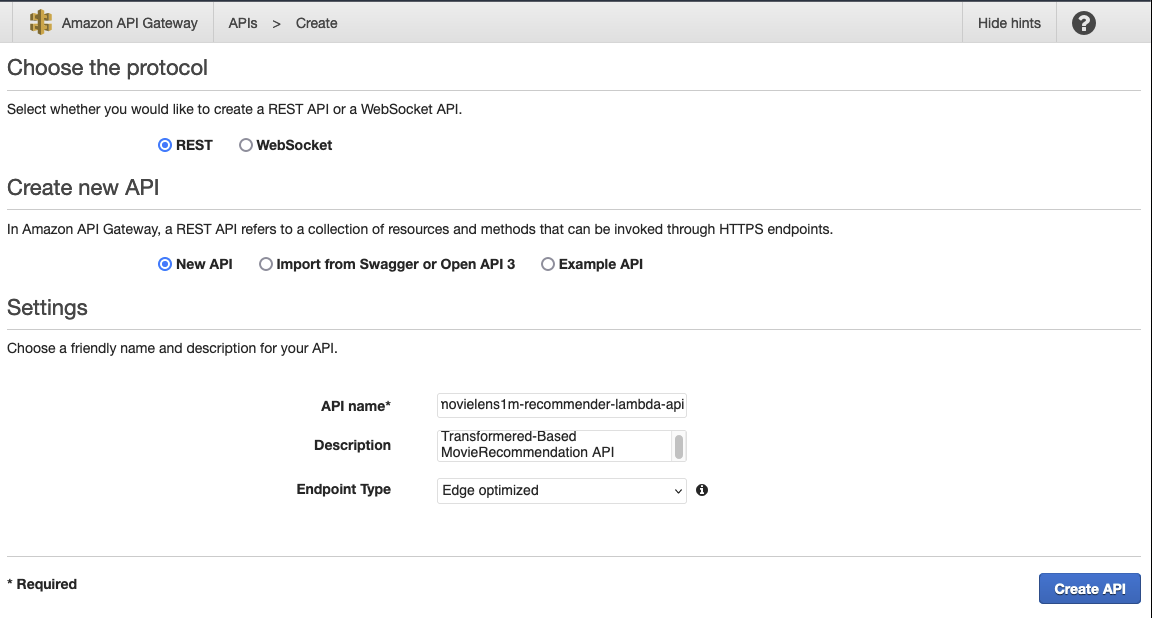 Amazon API Gateway APIs > Create Hide hints ?
Choose the protocol
Select whether you would like to create a REST API or a WebSocket API.
REST WebSocket
Create new API
In Amazon API Gateway, a REST API refers to a collection of resources and methods that can be invoked through HTTPS endpoints.
New API Import from Swagger or Open API 3 Example API
Settings
Choose a friendly name and description for your API.
API name* novielens1m-recommender-lambda-api
Description Transformered-Based
MovieRecommendation API
Endpoint Type Edge optimized
* Required Create API